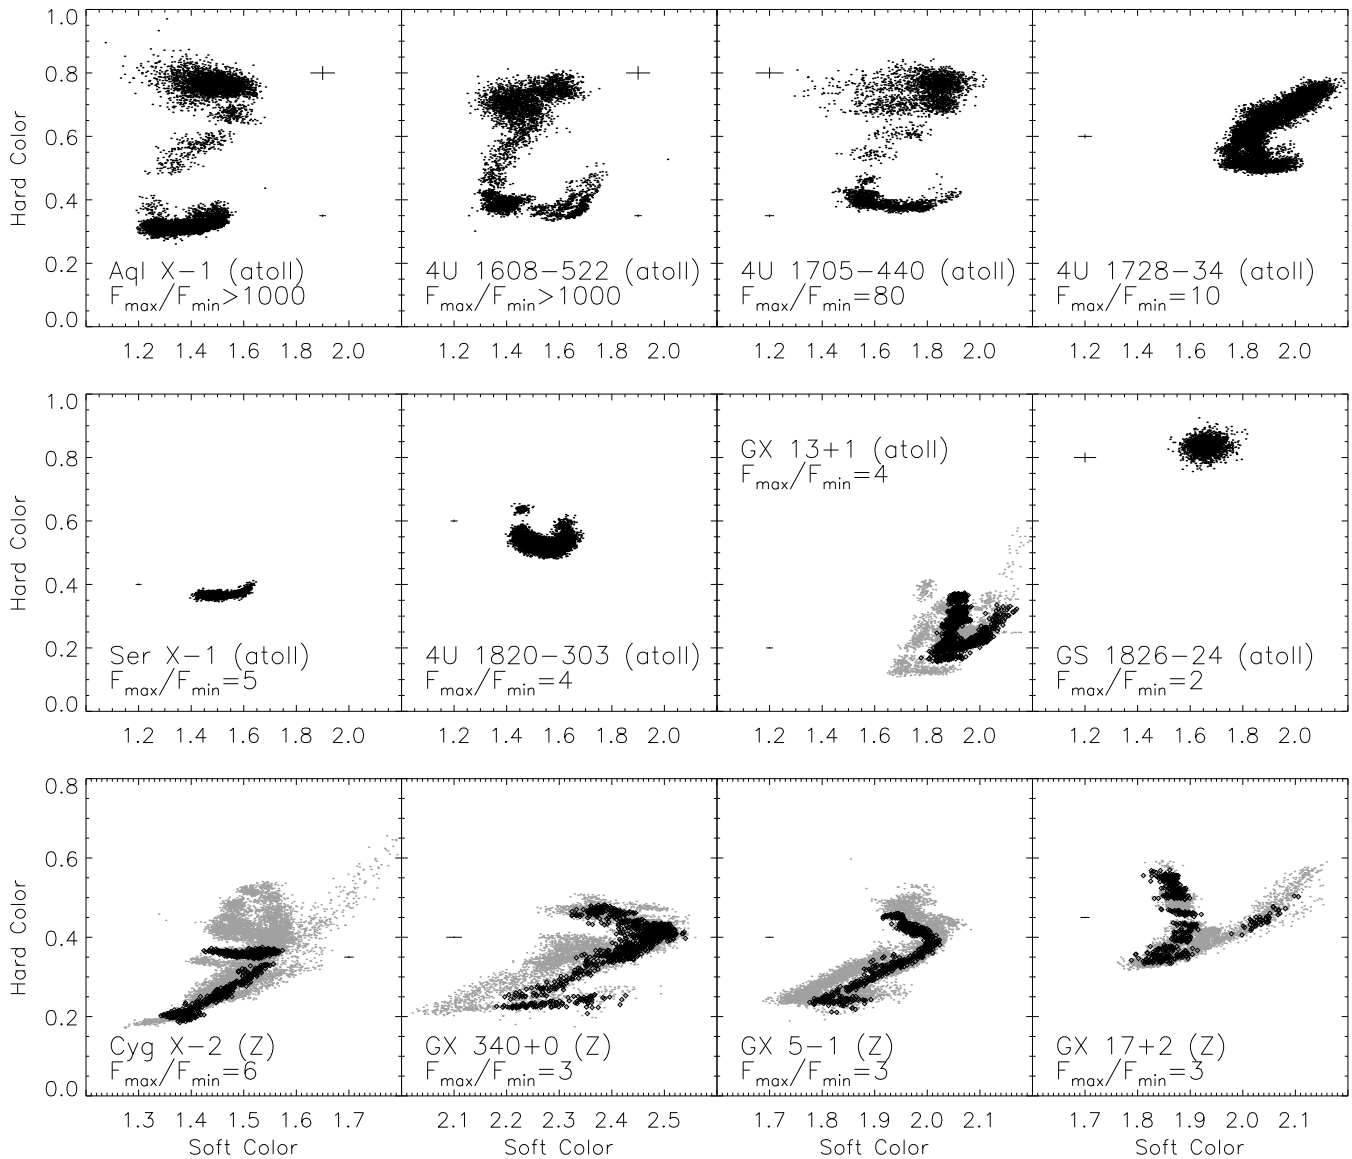 1.0
0.8
0.6
0.4
0.2
0.0
Hard Color
Aql X−1 (atoll)
Fmax/Fmin>1000
4U 1608−522 (atoll)
Fmax/Fmin>1000
4U 1705−440 (atoll)
Fmax/Fmin=80
4U 1728−34 (atoll)
Fmax/Fmin=10
1.2 1.4 1.6 1.8 2.0
1.2 1.4 1.6 1.8 2.0
1.2 1.4 1.6 1.8 2.0
1.2 1.4 1.6 1.8 2.0
1.0
0.8
0.6
0.4
0.2
0.0
Hard Color
Ser X−1 (atoll)
Fmax/Fmin=5
4U 1820−303 (atoll)
Fmax/Fmin=4
GX 13+1 (atoll)
Fmax/Fmin=4
GS 1826−24 (atoll)
Fmax/Fmin=2
1.2 1.4 1.6 1.8 2.0
1.2 1.4 1.6 1.8 2.0
1.2 1.4 1.6 1.8 2.0
1.2 1.4 1.6 1.8 2.0
0.8
0.6
0.4
0.2
0.0
Hard Color
Cyg X−2 (Z)
Fmax/Fmin=6
GX 340+0 (Z)
Fmax/Fmin=3
GX 5−1 (Z)
Fmax/Fmin=3
GX 17+2 (Z)
Fmax/Fmin=3
1.3 1.4 1.5 1.6 1.7
2.1 2.2 2.3 2.4 2.5
1.7 1.8 1.9 2.0 2.1
1.7 1.8 1.9 2.0 2.1
Soft Color
Soft Color
Soft Color
Soft Color